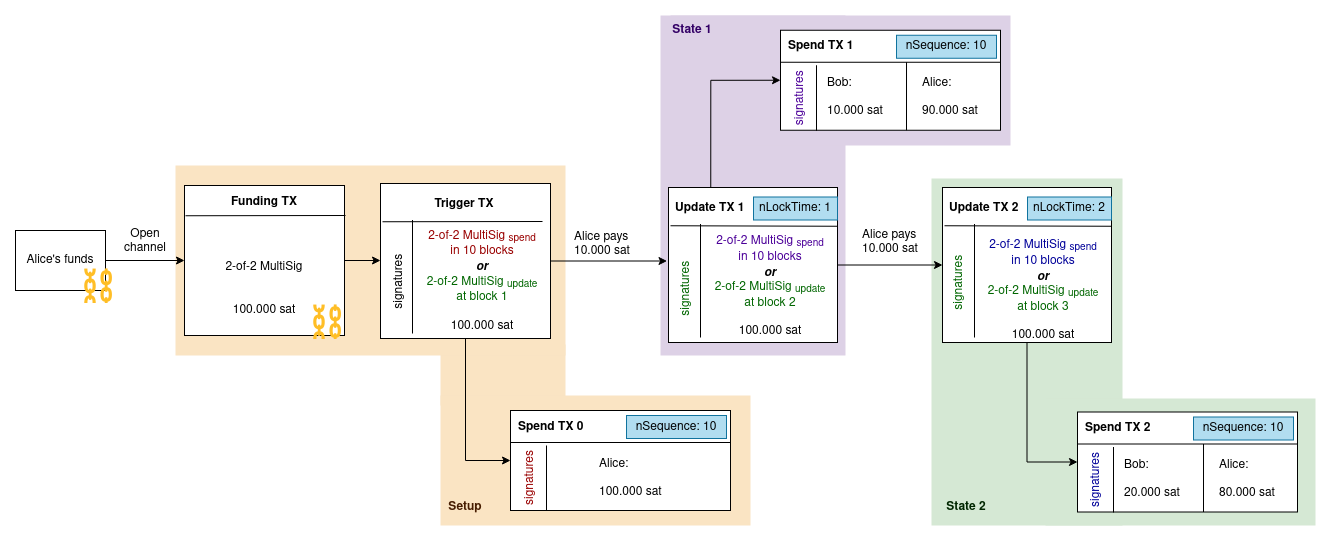 Alice's funds
Open
channel
Funding TX
2-of-2 MultiSig
100.000 sat
Trigger TX
signatures
2-of-2 MultiSig spend
in 10 blocks
or
2-of-2 MultiSig update
at block 1
100.000 sat
Spend TX 0
nSequence: 10
signatures
Alice:
100.000 sat
Setup
Alice pays
10.000 sat
State 1
Spend TX 1
nSequence: 10
signatures
Bob:
10.000 sat
Alice:
90.000 sat
Update TX 1
nLockTime: 1
signatures
2-of-2 MultiSig spend
in 10 blocks
or
2-of-2 MultiSig update
at block 2
100.000 sat
Alice pays
10.000 sat
Update TX 2
nLockTime: 2
signatures
2-of-2 MultiSig spend
in 10 blocks
or
2-of-2 MultiSig update
at block 3
100.000 sat
Spend TX 2
nSequence: 10
signatures
Bob:
20.000 sat
Alice:
80.000 sat
State 2